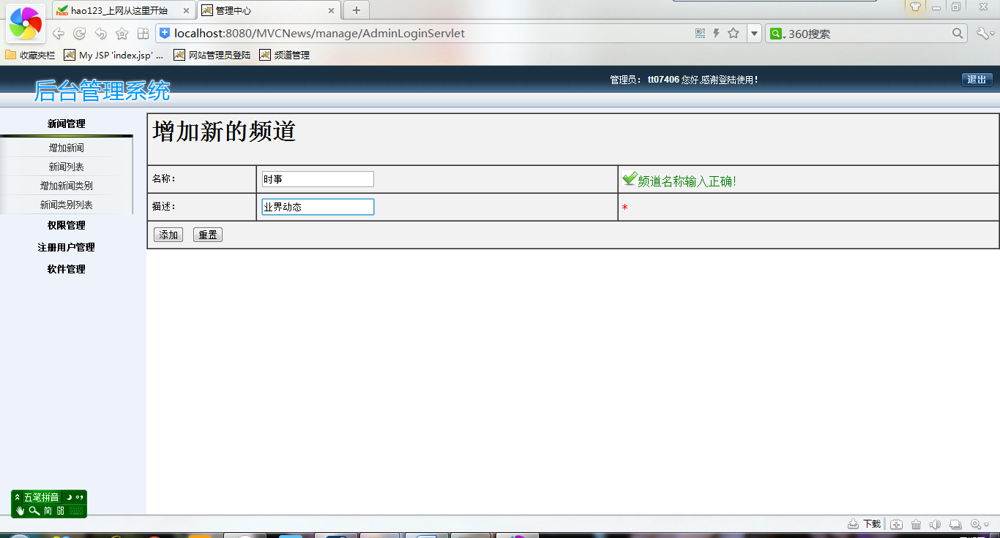 hao123_上网从这里开始
管理中心
localhost:8080/MVCNews/manage/AdminLoginServlet
360搜索
收藏夹栏 My JSP 'index.jsp' ... 网站管理员登陆 频道管理
后台管理系统
管理员： tt07406 您好,感谢登陆使用！
退出
新闻管理
增加新闻
新闻列表
增加新闻类别
新闻类别列表
权限管理
注册用户管理
软件管理
增加新的频道
名称： 时事 频道名称输入正确!
描述： 业界动态 *
添加 重置
五笔拼音
简
下载